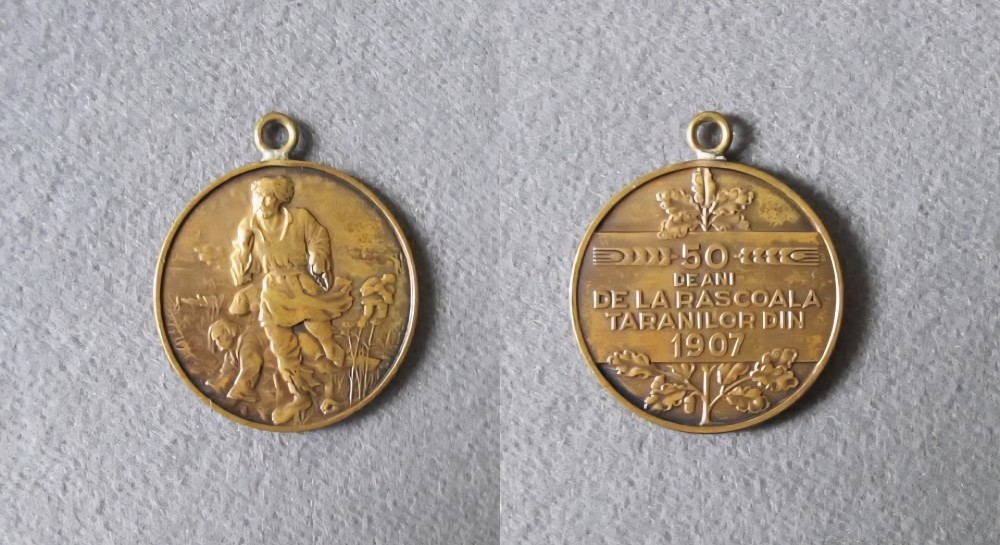 50
DE ANI
DE LA RASCOALA
TARANILOR DIN
1907